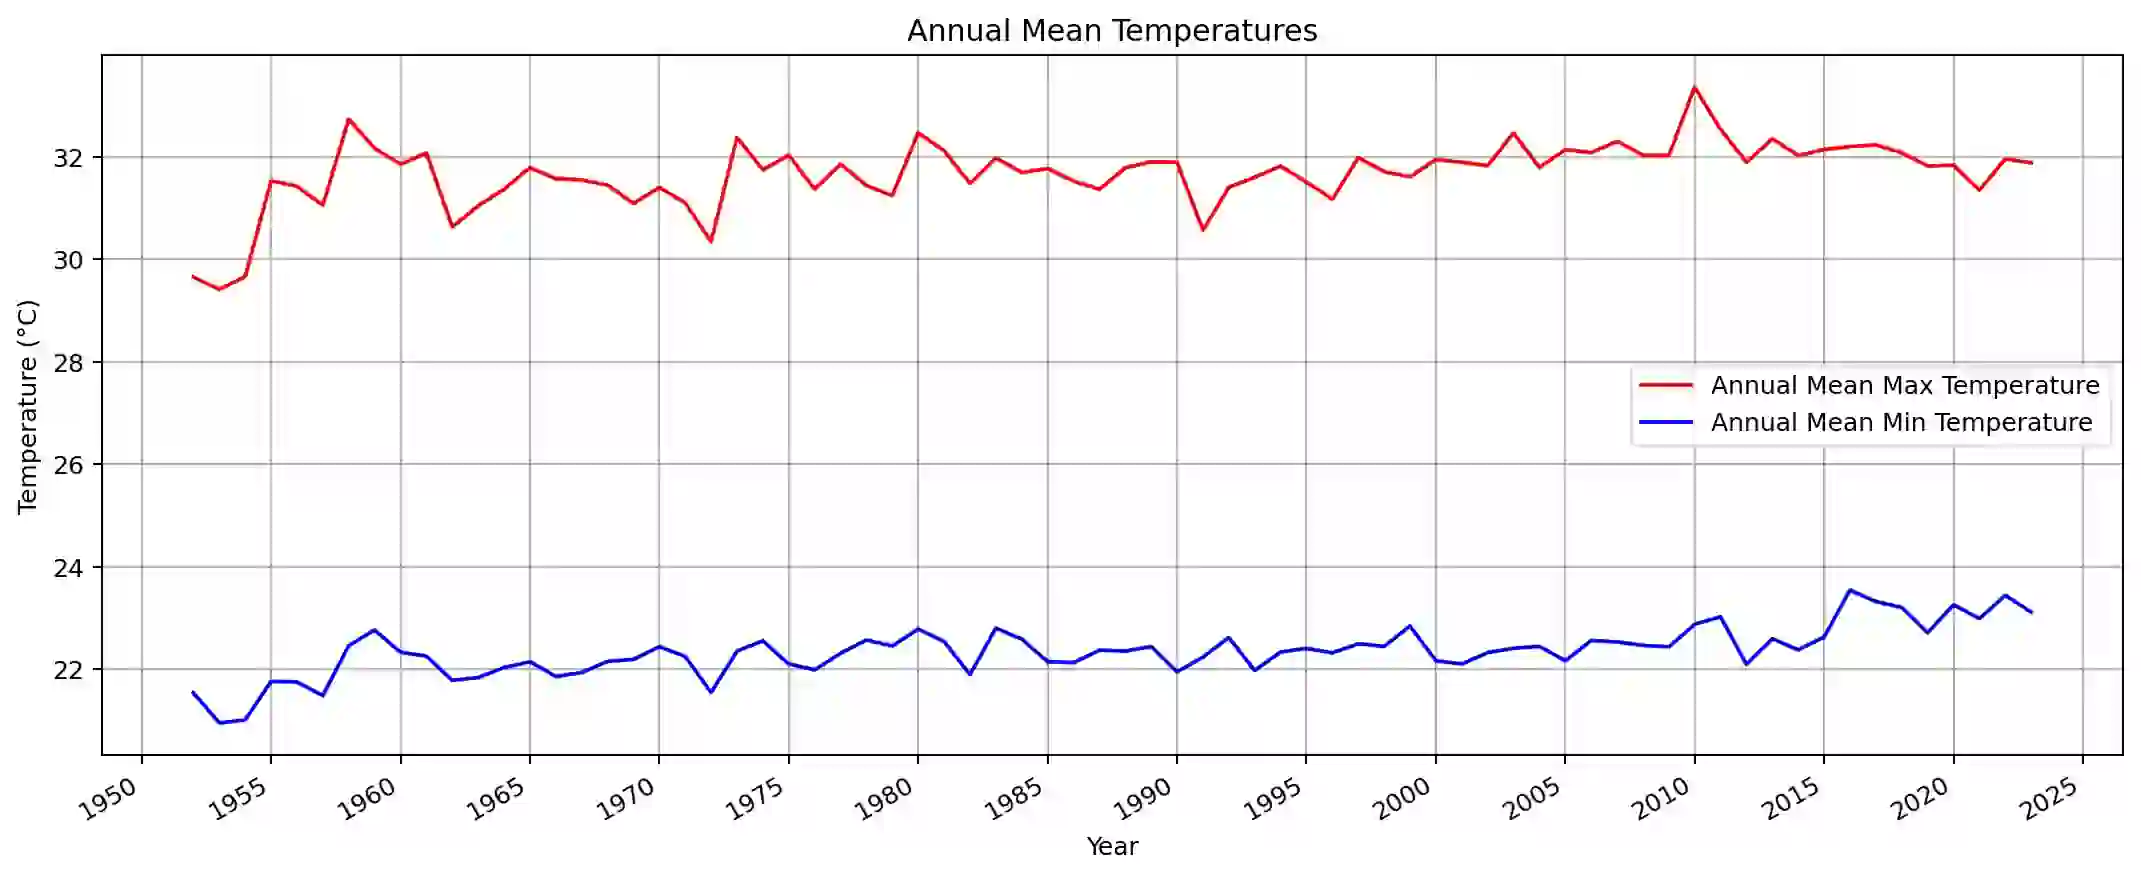 Annual Mean Temperatures
Temperature (°C)
32
30
28
26
24
22
Annual Mean Max Temperature
Annual Mean Min Temperature
1950 1955 1960 1965 1970 1975 1980 1985 1990 1995 2000 2005 2010 2015 2020 2025
Year